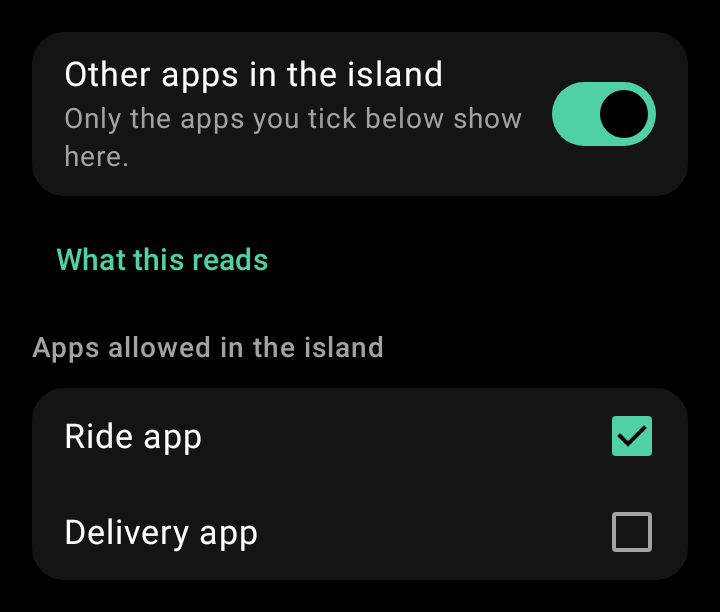 Other apps in the island
Only the apps you tick below show
here.
What this reads
Apps allowed in the island
Ride app
Delivery app